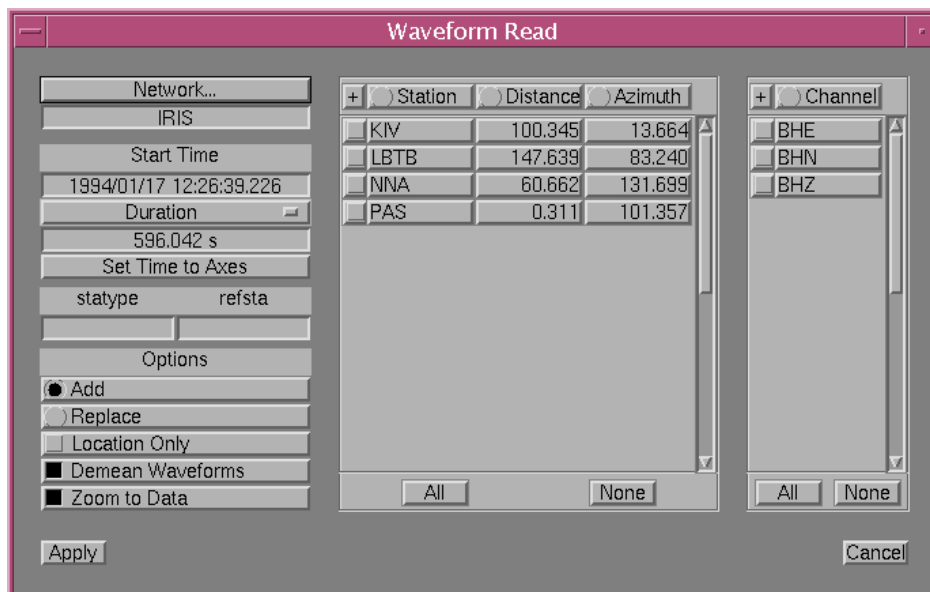 Waveform Read
Network...
IRIS
Start Time
1994/01/17 12:26:39.226
Duration
596.042 s
Set Time to Axes
statype refsta
Options
Add
Replace
Location Only
Demean Waveforms
Zoom to Data
+ Station Distance Azimuth
KIV 100.345 13.664
LBTB 147.639 83.240
NNA 60.662 131.699
PAS 0.311 101.357
All None
+ Channel
BHE
BHN
BHZ
All None
Apply Cancel